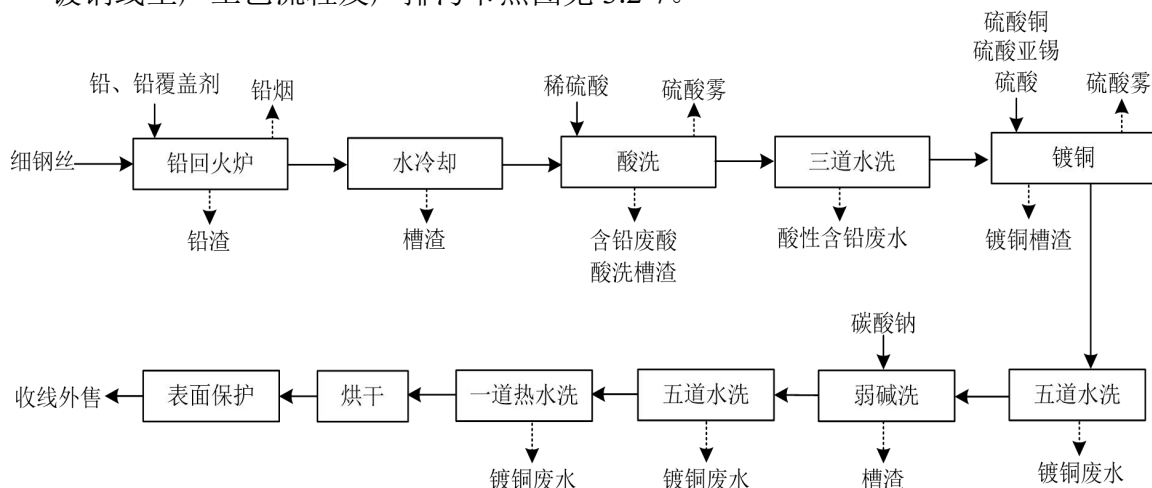 铅、铅覆盖剂
铅烟
稀硫酸
硫酸雾
硫酸铜
硫酸亚锡
硫酸
硫酸雾
细钢丝
铅回火炉
水冷却
酸洗
三道水洗
镀铜
铅渣
槽渣
含铅废酸
酸洗槽渣
酸性含铅废水
镀铜槽渣
碳酸钠
收线外售
表面保护
烘干
一道热水洗
五道水洗
弱碱洗
五道水洗
镀铜废水
镀铜废水
槽渣
镀铜废水